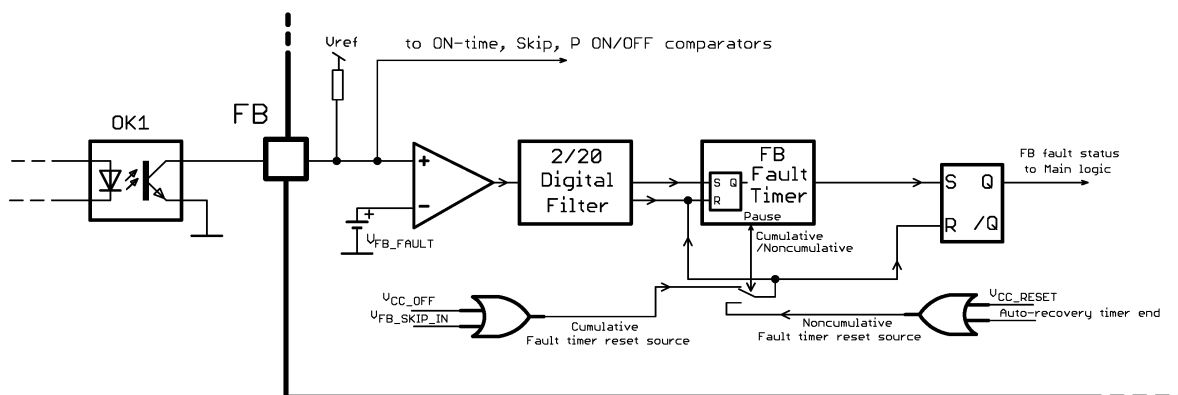 Vref
to ON-time, Skip, P ON/OFF comparators
FB
OK1
+
−
+
VFB_FAULT
2/20
Digital
Filter
FB
Fault
Timer
S Q
R
Pause
Cumulative
/Noncumulative
S Q
R /Q
FB fault status
to Main logic
VCC_OFF
VFB_SKIP_IN
Cumulative
Fault timer reset source
Noncumulative
Fault timer reset source
VCC_RESET
Auto-recovery timer end